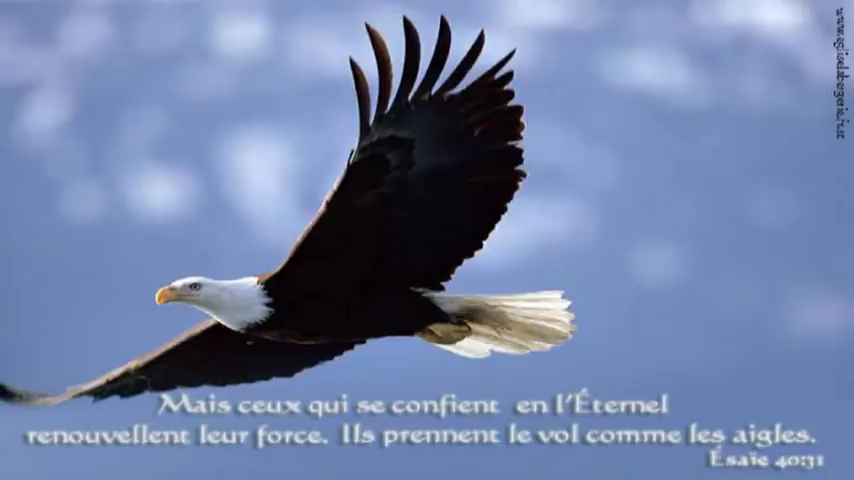 Mais ceux qui se confient en l'Éternel
renouvellent leur force. Ils prennent le vol comme les aigles.
Ésaïe 40:31